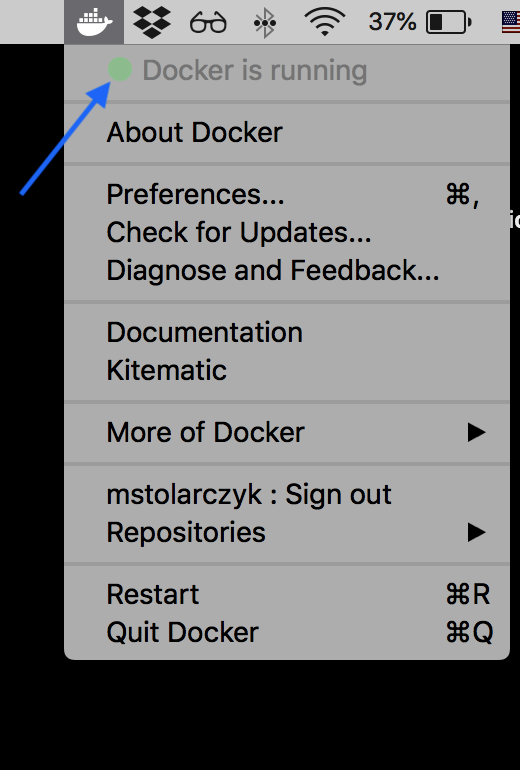 37%
Docker is running
About Docker
Preferences... ⌘,
Check for Updates...
Diagnose and Feedback...
Documentation
Kitematic
More of Docker
mstolarczyk : Sign out
Repositories
Restart ⌘R
Quit Docker ⌘Q